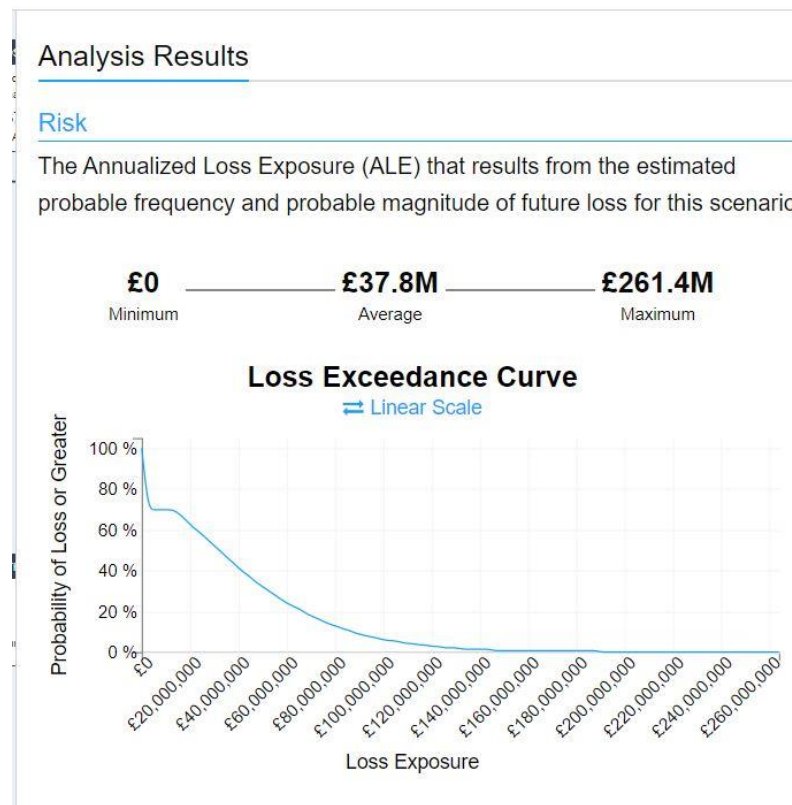 Analysis Results
Risk
The Annualized Loss Exposure (ALE) that results from the estimated
probable frequency and probable magnitude of future loss for this scenario
£0 £37.8M £261.4M
Minimum Average Maximum
Loss Exceedance Curve
Linear Scale
Probability of Loss or Greater
100 %
80 %
60 %
40 %
20 %
0 %
£0 £20,000,000 £40,000,000 £60,000,000 £80,000,000 £100,000,000 £120,000,000 £140,000,000 £160,000,000 £180,000,000 £200,000,000 £220,000,000 £240,000,000 £260,000,000
Loss Exposure